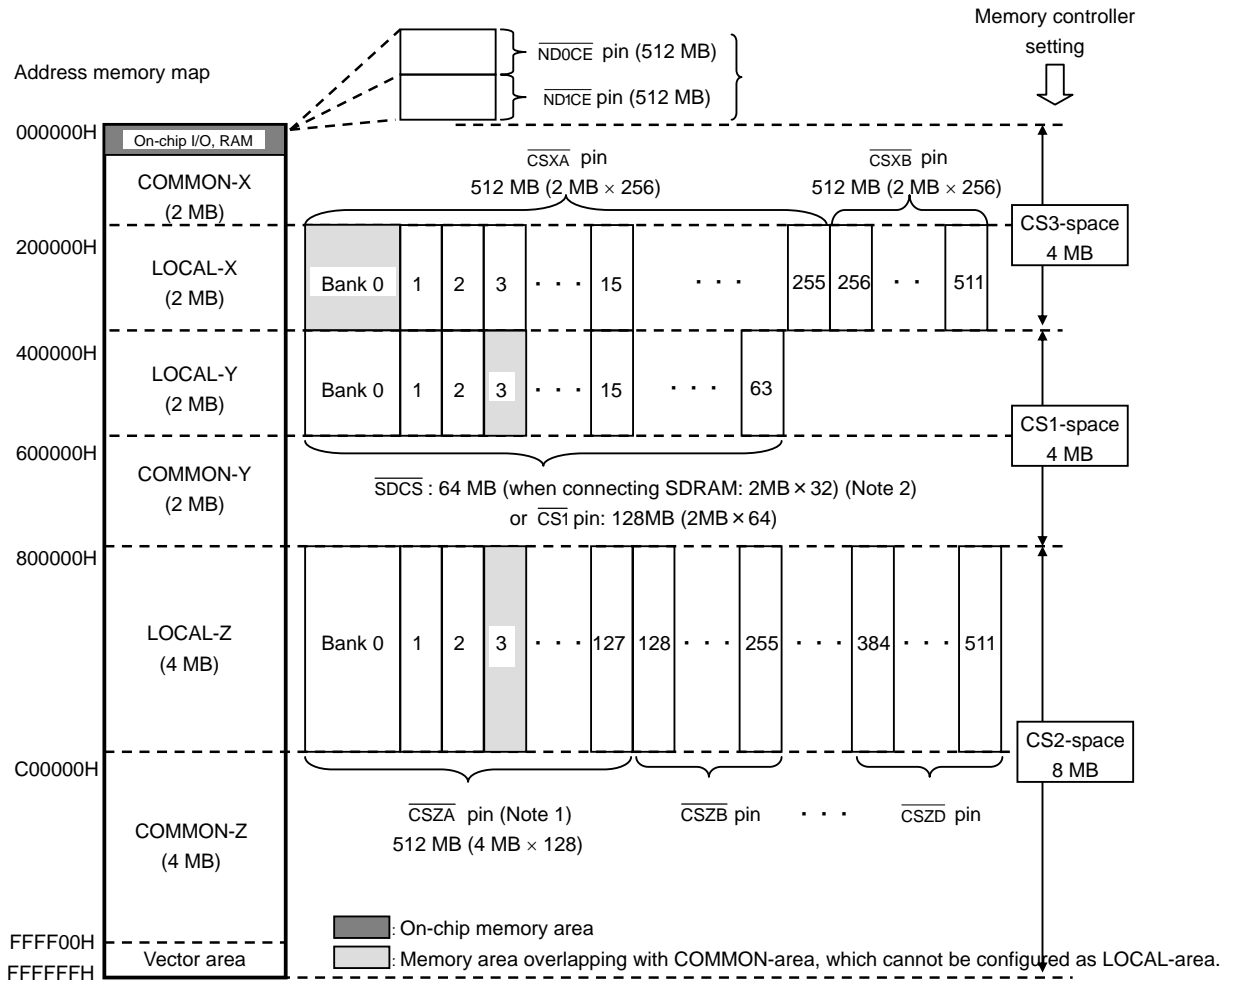 Memory controller
setting
Address memory map
ND0CE pin (512 MB)
ND1CE pin (512 MB)
000000H
On-chip I/O, RAM
COMMON-X
(2 MB)
CSXA pin
512 MB (2 MB × 256)
CSXB pin
512 MB (2 MB × 256)
CS3-space
4 MB
200000H
LOCAL-X
(2 MB)
Bank 0 1 2 3 · · · 15 · · · 255 256 · · 511
400000H
LOCAL-Y
(2 MB)
Bank 0 1 2 3 · · · 15 · · · 63
CS1-space
4 MB
600000H
COMMON-Y
(2 MB)
SDCS : 64 MB (when connecting SDRAM: 2MB × 32) (Note 2)
or CS1 pin: 128MB (2MB × 64)
800000H
LOCAL-Z
(4 MB)
Bank 0 1 2 3 · · · 127 128 · · · 255 · · · 384 · · · 511
CS2-space
8 MB
C00000H
CSZA pin (Note 1)
512 MB (4 MB × 128)
CSZB pin · · · CSZD pin
COMMON-Z
(4 MB)
: On-chip memory area
FFFF00H
Vector area
: Memory area overlapping with COMMON-area, which cannot be configured as LOCAL-area.
FFFFFFH